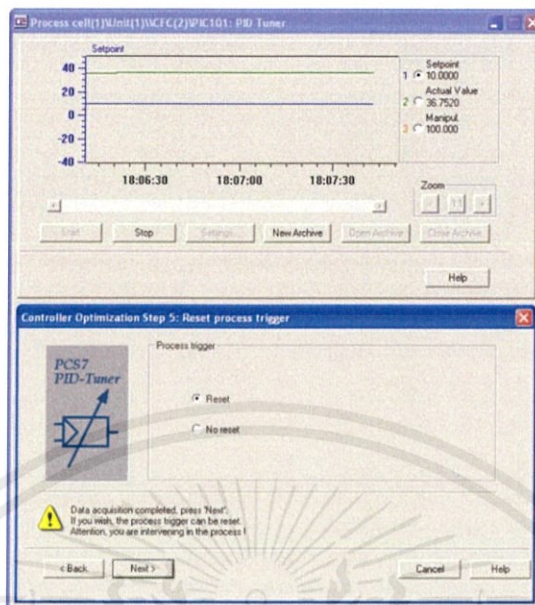 Process cell(1)\Unit(1)\\CFC(2)\PIC101: PID Tuner
Setpoint
40
20
0
-20
-40
18:06:30
18:07:00
18:07:30
Setpoint
1 10.0000
Actual Value
2 36.7520
Manipul.
3 100.000
Zoom
- 1:1 +
Start
Stop
Settings...
New Archive
Open Archive
Close Archive
Help
Controller Optimization Step 5: Reset process trigger
PCS7
PID-Tuner
Process trigger
Reset
No reset
Data acquisition completed, press 'Next'.
If you wish, the process trigger can be reset.
Attention, you are intervening in the process !
< Back
Next >
Cancel
Help